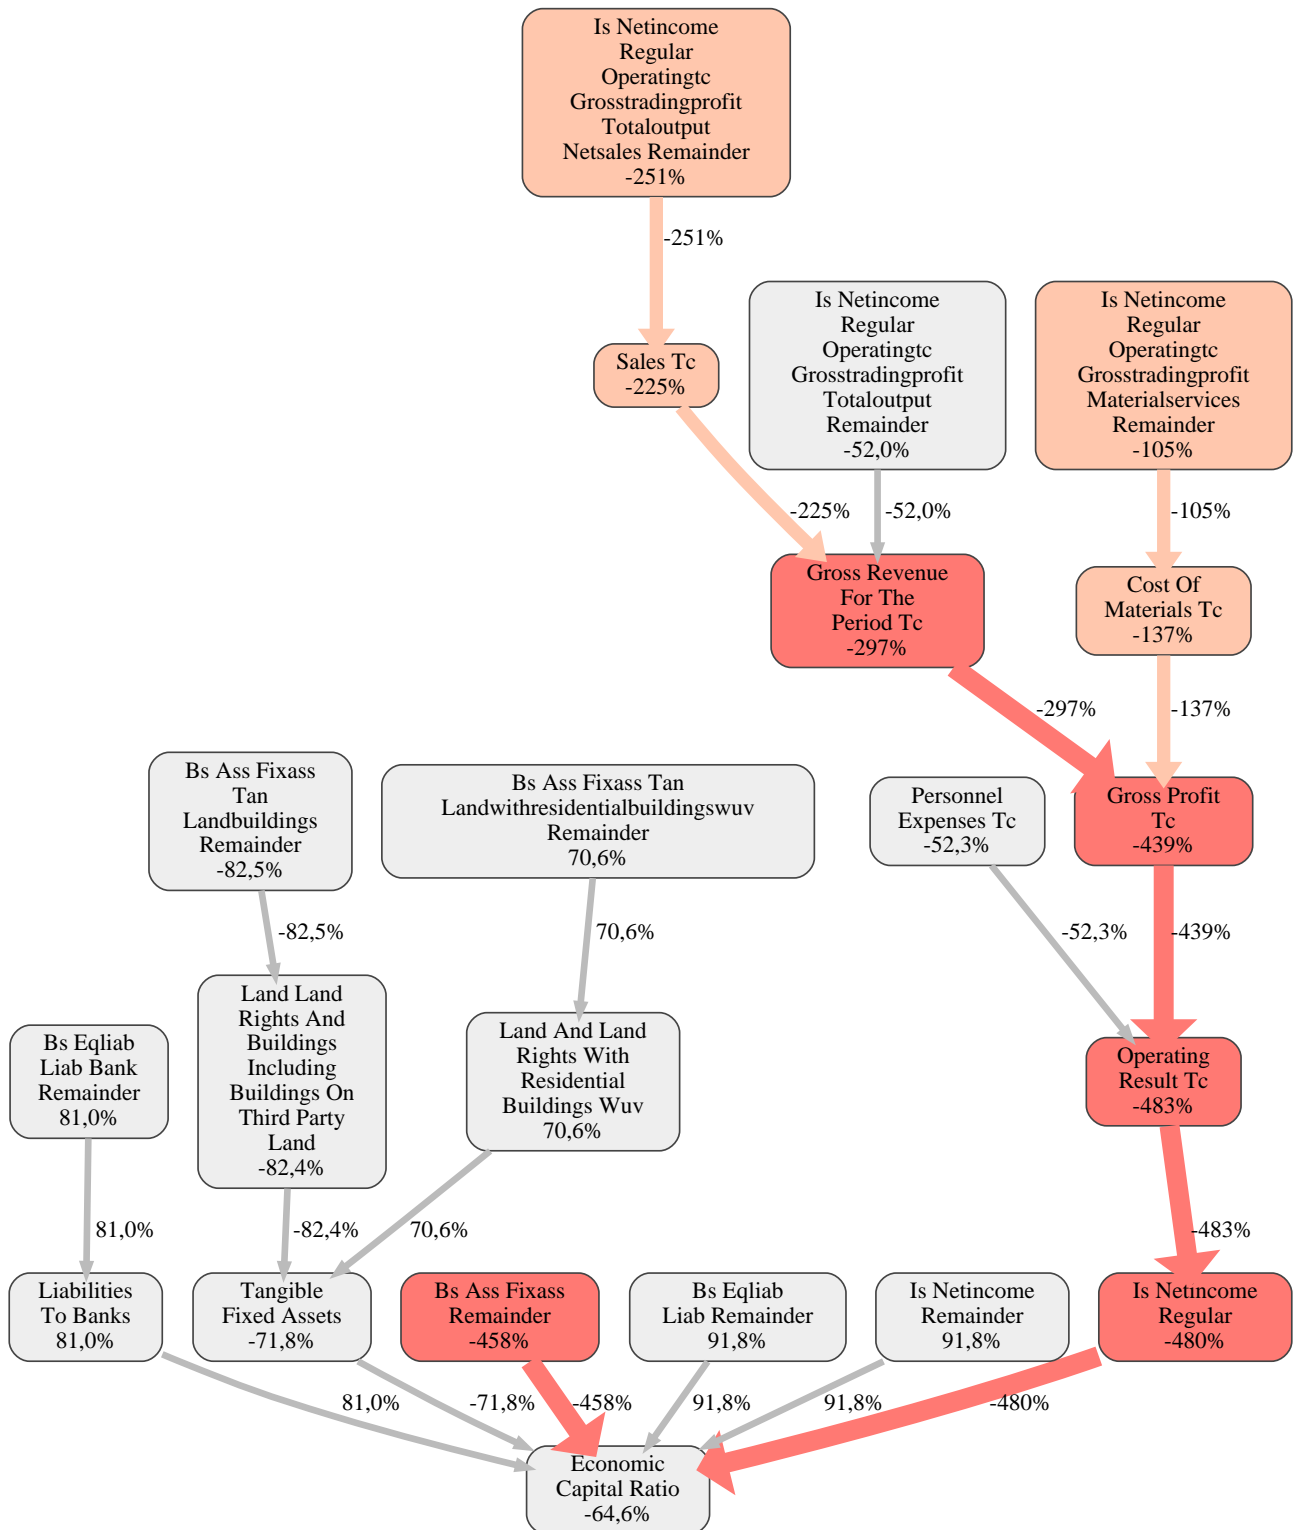 Is Netincome
Regular
Operatingtc
Grosstradingprofit
Totaloutput
Netsales Remainder
-251%
-251%
Is Netincome
Regular
Operatingtc
Grosstradingprofit
Totaloutput
Remainder
-52,0%
Is Netincome
Regular
Operatingtc
Grosstradingprofit
Materialservices
Remainder
-105%
Sales Tc
-225%
-225%
-52,0%
-105%
Gross Revenue
For The
Period Tc
-297%
Cost Of
Materials Tc
-137%
-297%
-137%
Bs Ass Fixass
Tan
Landbuildings
Remainder
-82,5%
Bs Ass Fixass Tan
Landwithresidentialbuildingswuv
Remainder
70,6%
Personnel
Expenses Tc
-52,3%
Gross Profit
Tc
-439%
-82,5%
70,6%
-52,3%
-439%
Land Land
Rights And
Buildings
Including
Buildings On
Third Party
Land
-82,4%
Bs Eqliab
Liab Bank
Remainder
81,0%
Land And Land
Rights With
Residential
Buildings Wuv
70,6%
Operating
Result Tc
-483%
81,0%
-82,4%
70,6%
-483%
Liabilities
To Banks
81,0%
Tangible
Fixed Assets
-71,8%
Bs Ass Fixass
Remainder
-458%
Bs Eqliab
Liab Remainder
91,8%
Is Netincome
Remainder
91,8%
Is Netincome
Regular
-480%
81,0%
-71,8%
-458%
91,8%
91,8%
-480%
Economic
Capital Ratio
-64,6%